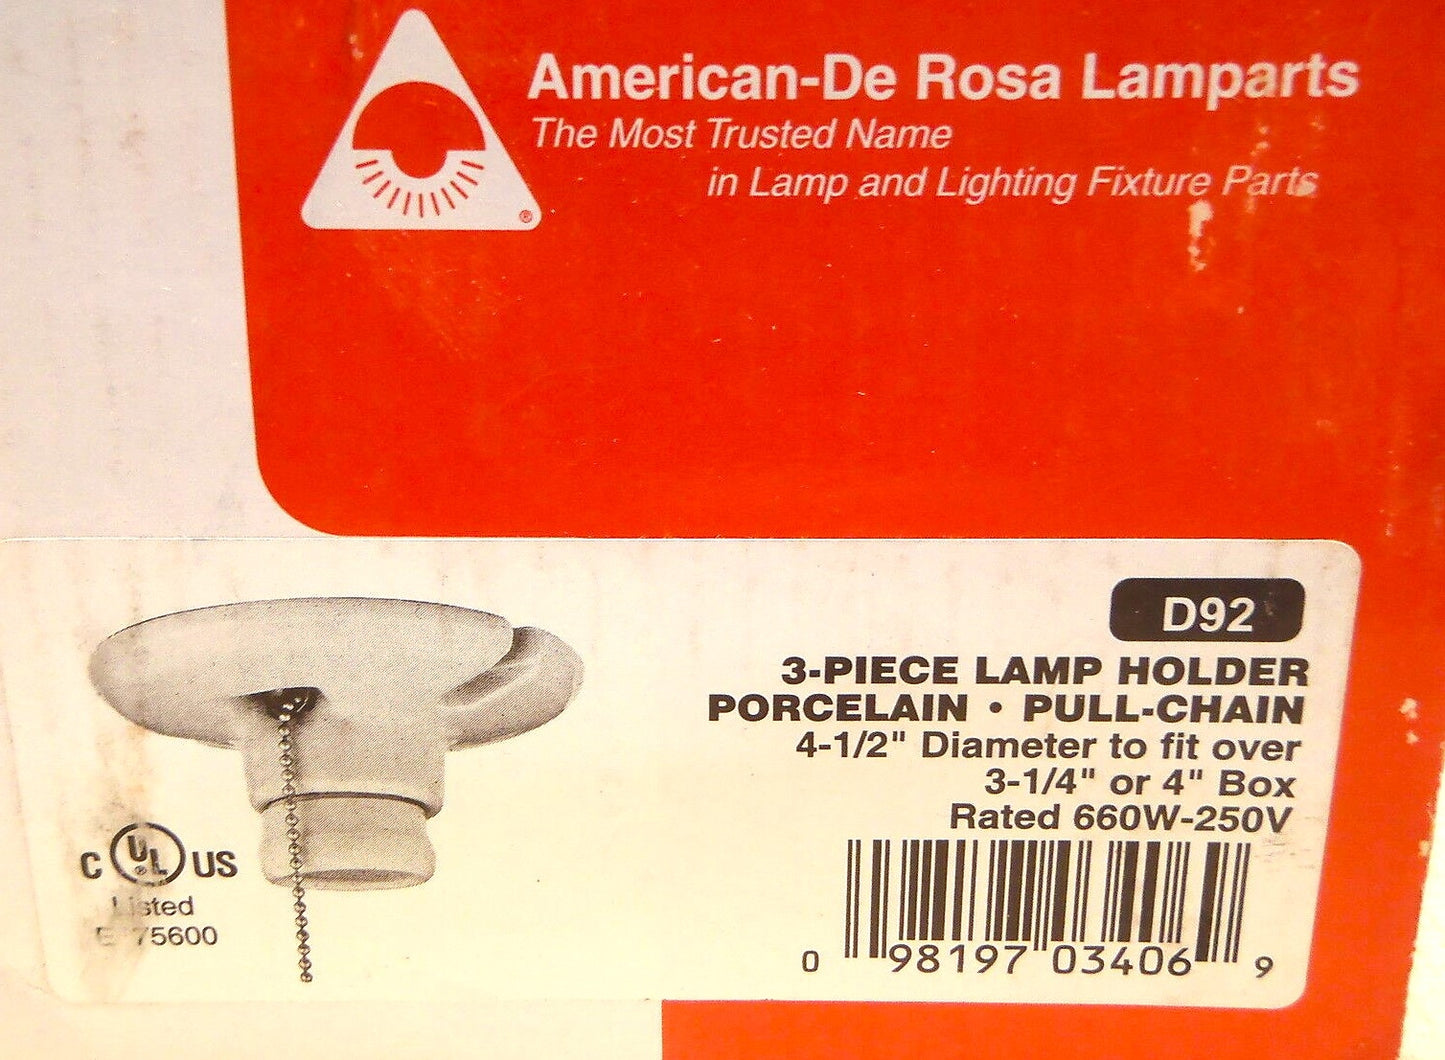 American-De Rosa Lamparts
The Most Trusted Name
in Lamp and Lighting Fixture Parts
®
D92
3-PIECE LAMP HOLDER
PORCELAIN • PULL-CHAIN
4-1/2" Diameter to fit over
3-1/4" or 4" Box
Rated 660W-250V
C UL ® US
Listed
75600
0 98197 03406 9